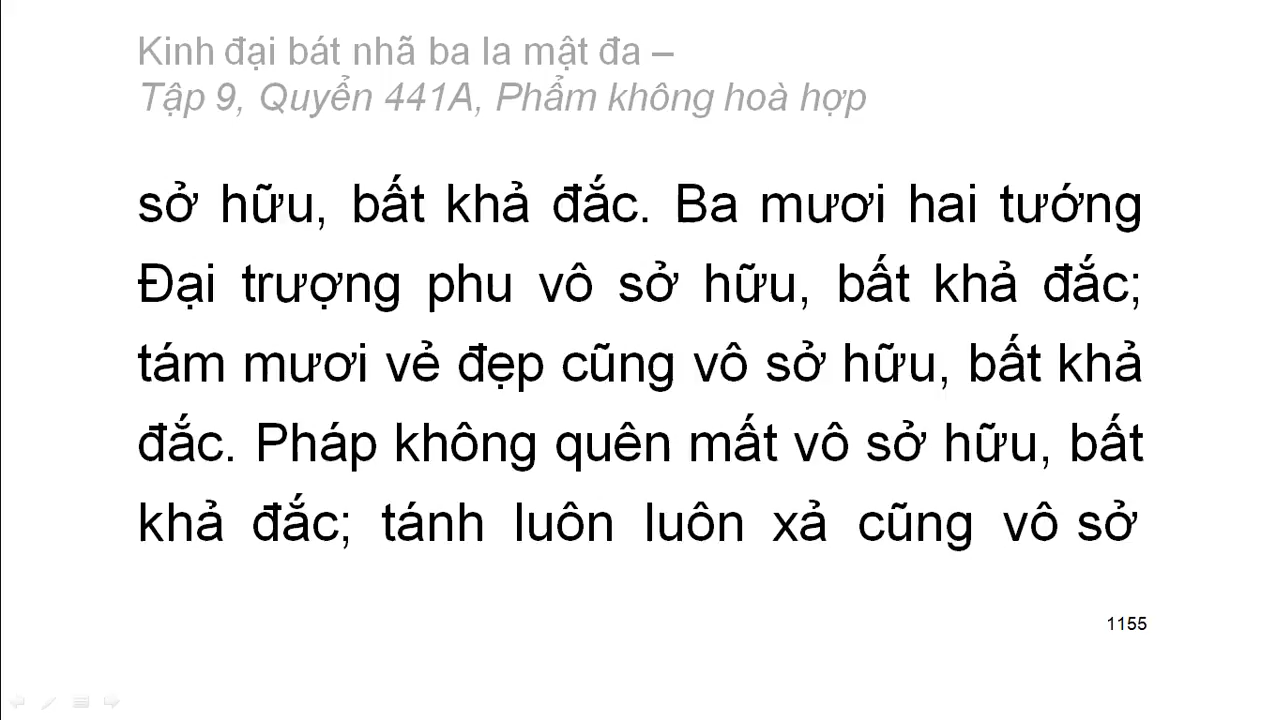 Kinh đại bát nhã ba la mật đa –
Tập 9, Quyển 441A, Phẩm không hoà hợp
sở hữu, bất khả đắc. Ba mươi hai tướng
Đại trượng phu vô sở hữu, bất khả đắc;
tám mươi vẻ đẹp cũng vô sở hữu, bất khả
đắc. Pháp không quên mất vô sở hữu, bất
khả đắc; tánh luôn luôn xả cũng vô sở
1155